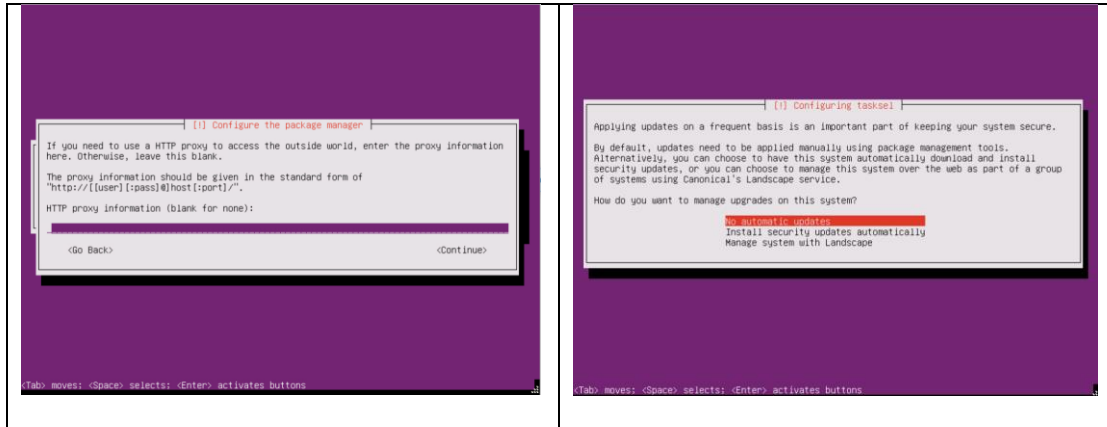 [!] Configure the package manager
If you need to use a HTTP proxy to access the outside world, enter the proxy information
here. Otherwise, leave this blank.
The proxy information should be given in the standard form of
"http://[[user][:pass]@]host[:port]/".
HTTP proxy information (blank for none):
<Go Back>
<Continue>
<Tab> moves; <Space> selects; <Enter> activates buttons
[!] Configuring tasksel
Applying updates on a frequent basis is an important part of keeping your system secure.
By default, updates need to be applied manually using package management tools.
Alternatively, you can choose to have this system automatically download and install
security updates, or you can choose to manage this system over the web as part of a group
of systems using Canonical's Landscape service.
How do you want to manage upgrades on this system?
No automatic updates
Install security updates automatically
Manage system with Landscape
<Tab> moves; <Space> selects; <Enter> activates buttons